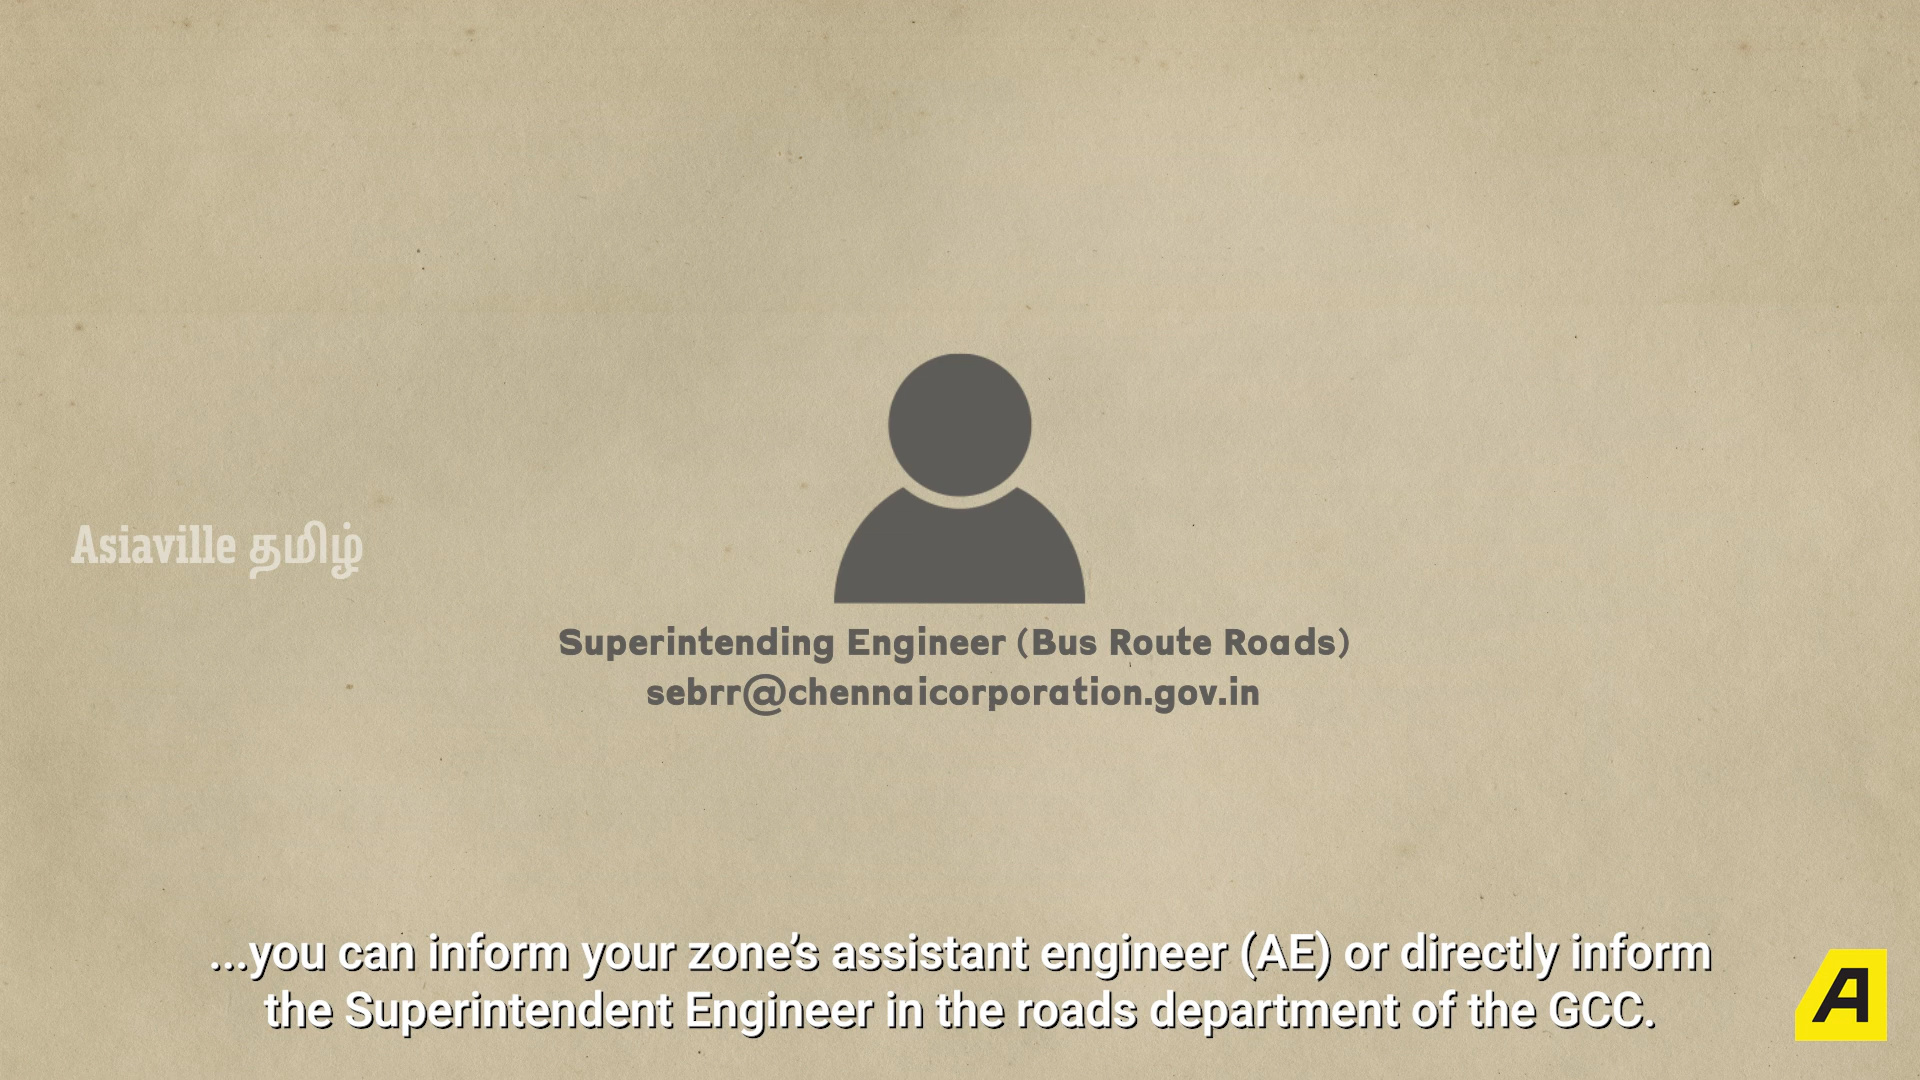 Asiaville தமிழ்
Superintending Engineer (Bus Route Roads)
sebrr@chennaicorporation.gov.in
...you can inform your zone’s assistant engineer (AE) or directly inform
the Superintendent Engineer in the roads department of the GCC.
A